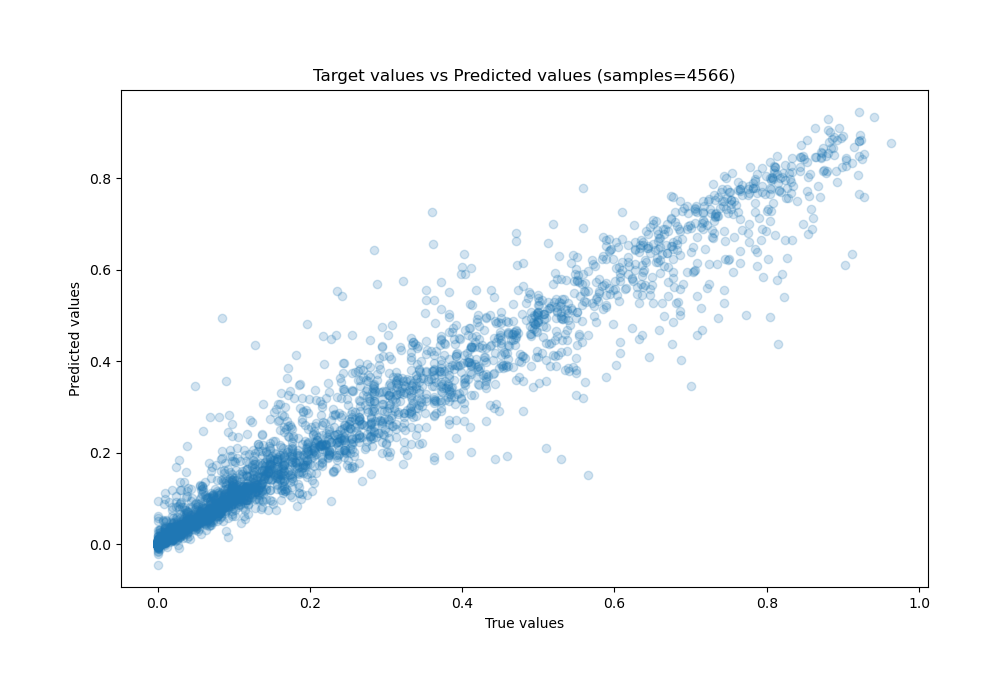 Target values vs Predicted values (samples=4566)
Predicted values
0.8
0.6
0.4
0.2
0.0
0.0 0.2 0.4 0.6 0.8 1.0
True values